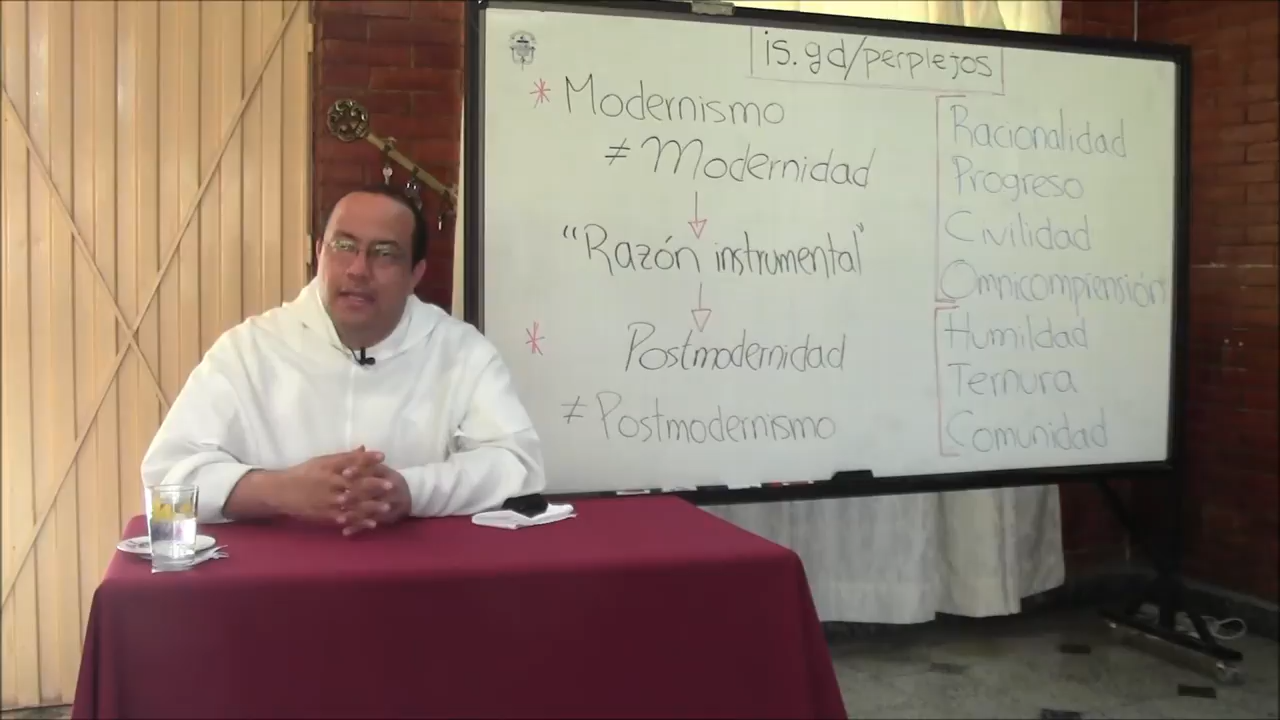 is.gd/perplejos
* Modernismo
≠ Modernidad
"Razón instrumental"
* Postmodernidad
≠ Postmodernismo
Racionalidad
Progreso
Civilidad
Omnicomprensión
Humildad
Ternura
Comunidad